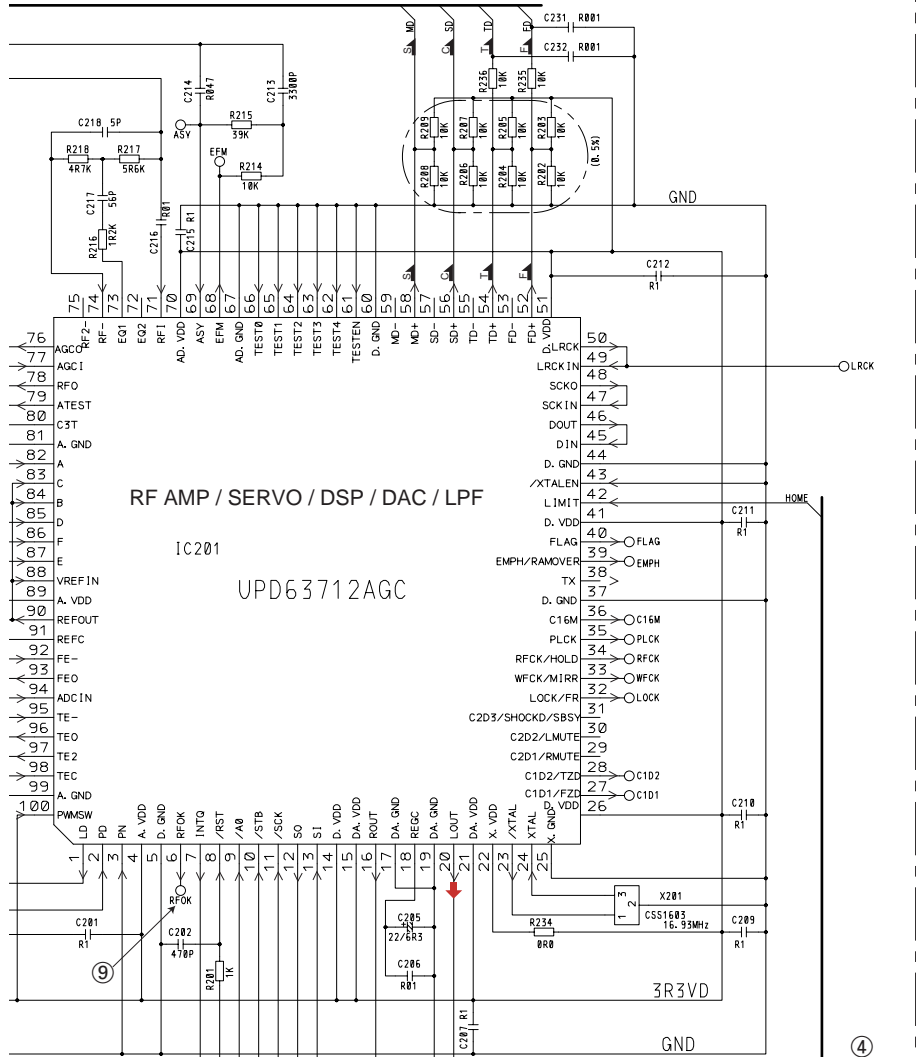 C231 R001
C232 R001
MD SD TD FD
S C T F
C214 R047
C213 3300P
R236 10K
R235 10K
C218 5P
ASY
R215 39K
EFM
R209 10K
R207 10K
R205 10K
R203 10K
(0.5%)
R218 4R7K
R217 5R6K
R214 10K
R208 10K
R206 10K
R204 10K
R202 10K
C217 56P
R216 1R2K
C216 R01
C215 R1
GND
S C T F
C212 R1
75 74 73 72 71 70 69 68 67 66 65 64 63 62 61 60 59 58 57 56 55 54 53 52 51
RF2- RF- EQ1 EQ2 RFI AD.VDD ASY EFM AD.GND TEST0 TEST1 TEST2 TEST3 TEST4 TESTEN D.GND MD- MD+ SD- SD+ TD- TD+ FD- FD+ D.VDD
76 AGCO
77 AGCI
78 RFO
79 ATEST
80 C3T
81 A.GND
82 A
83 C
84 B
85 D
86 F
87 E
88 VREFIN
89 A.VDD
90 REFOUT
91 REFC
92 FE-
93 FEO
94 ADCIN
95 TE-
96 TEO
97 TE2
98 TEC
99 A.GND
100 PWMSW
RF AMP / SERVO / DSP / DAC / LPF
IC201
UPD63712AGC
LRCK 50
LRCKIN 49
LRCK
SCKO 48
SCKIN 47
DOUT 46
DIN 45
D.GND 44
/XTALEN 43
LIMIT 42
HOME
D.VDD 41
C211 R1
FLAG 40 FLAG
EMPH/RAMOVER 39 EMPH
TX 38
D.GND 37
C16M 36 C16M
PLCK 35 PLCK
RFCK/HOLD 34 RFCK
WFCK/MIRR 33 WFCK
LOCK/FR 32 LOCK
C2D3/SHOCKD/SBSY 31
C2D2/LMUTE 30
C2D1/RMUTE 29
C1D2/TZD 28 C1D2
C1D1/FZD 27 C1D1
D.VDD 26
C210 R1
LD PD PN A.VDD D.GND RFOK INTQ /RST /A0 /STB /SCK SO SI D.VDD DA.VDD ROUT DA.GND REGC DA.GND LOUT DA.VDD X.VDD /XTAL XTAL X.GND
1 2 3 4 5 6 7 8 9 10 11 12 13 14 15 16 17 18 19 20 21 22 23 24 25
RFOK
3
1 2
X201
CSS1603
16.93MHz
C201 R1
C202 470P
R201 1K
C205 22/6R3
+
C206 R01
R234 0R0
C209 R1
⑨
3R3VD
C207 R1
GND
④